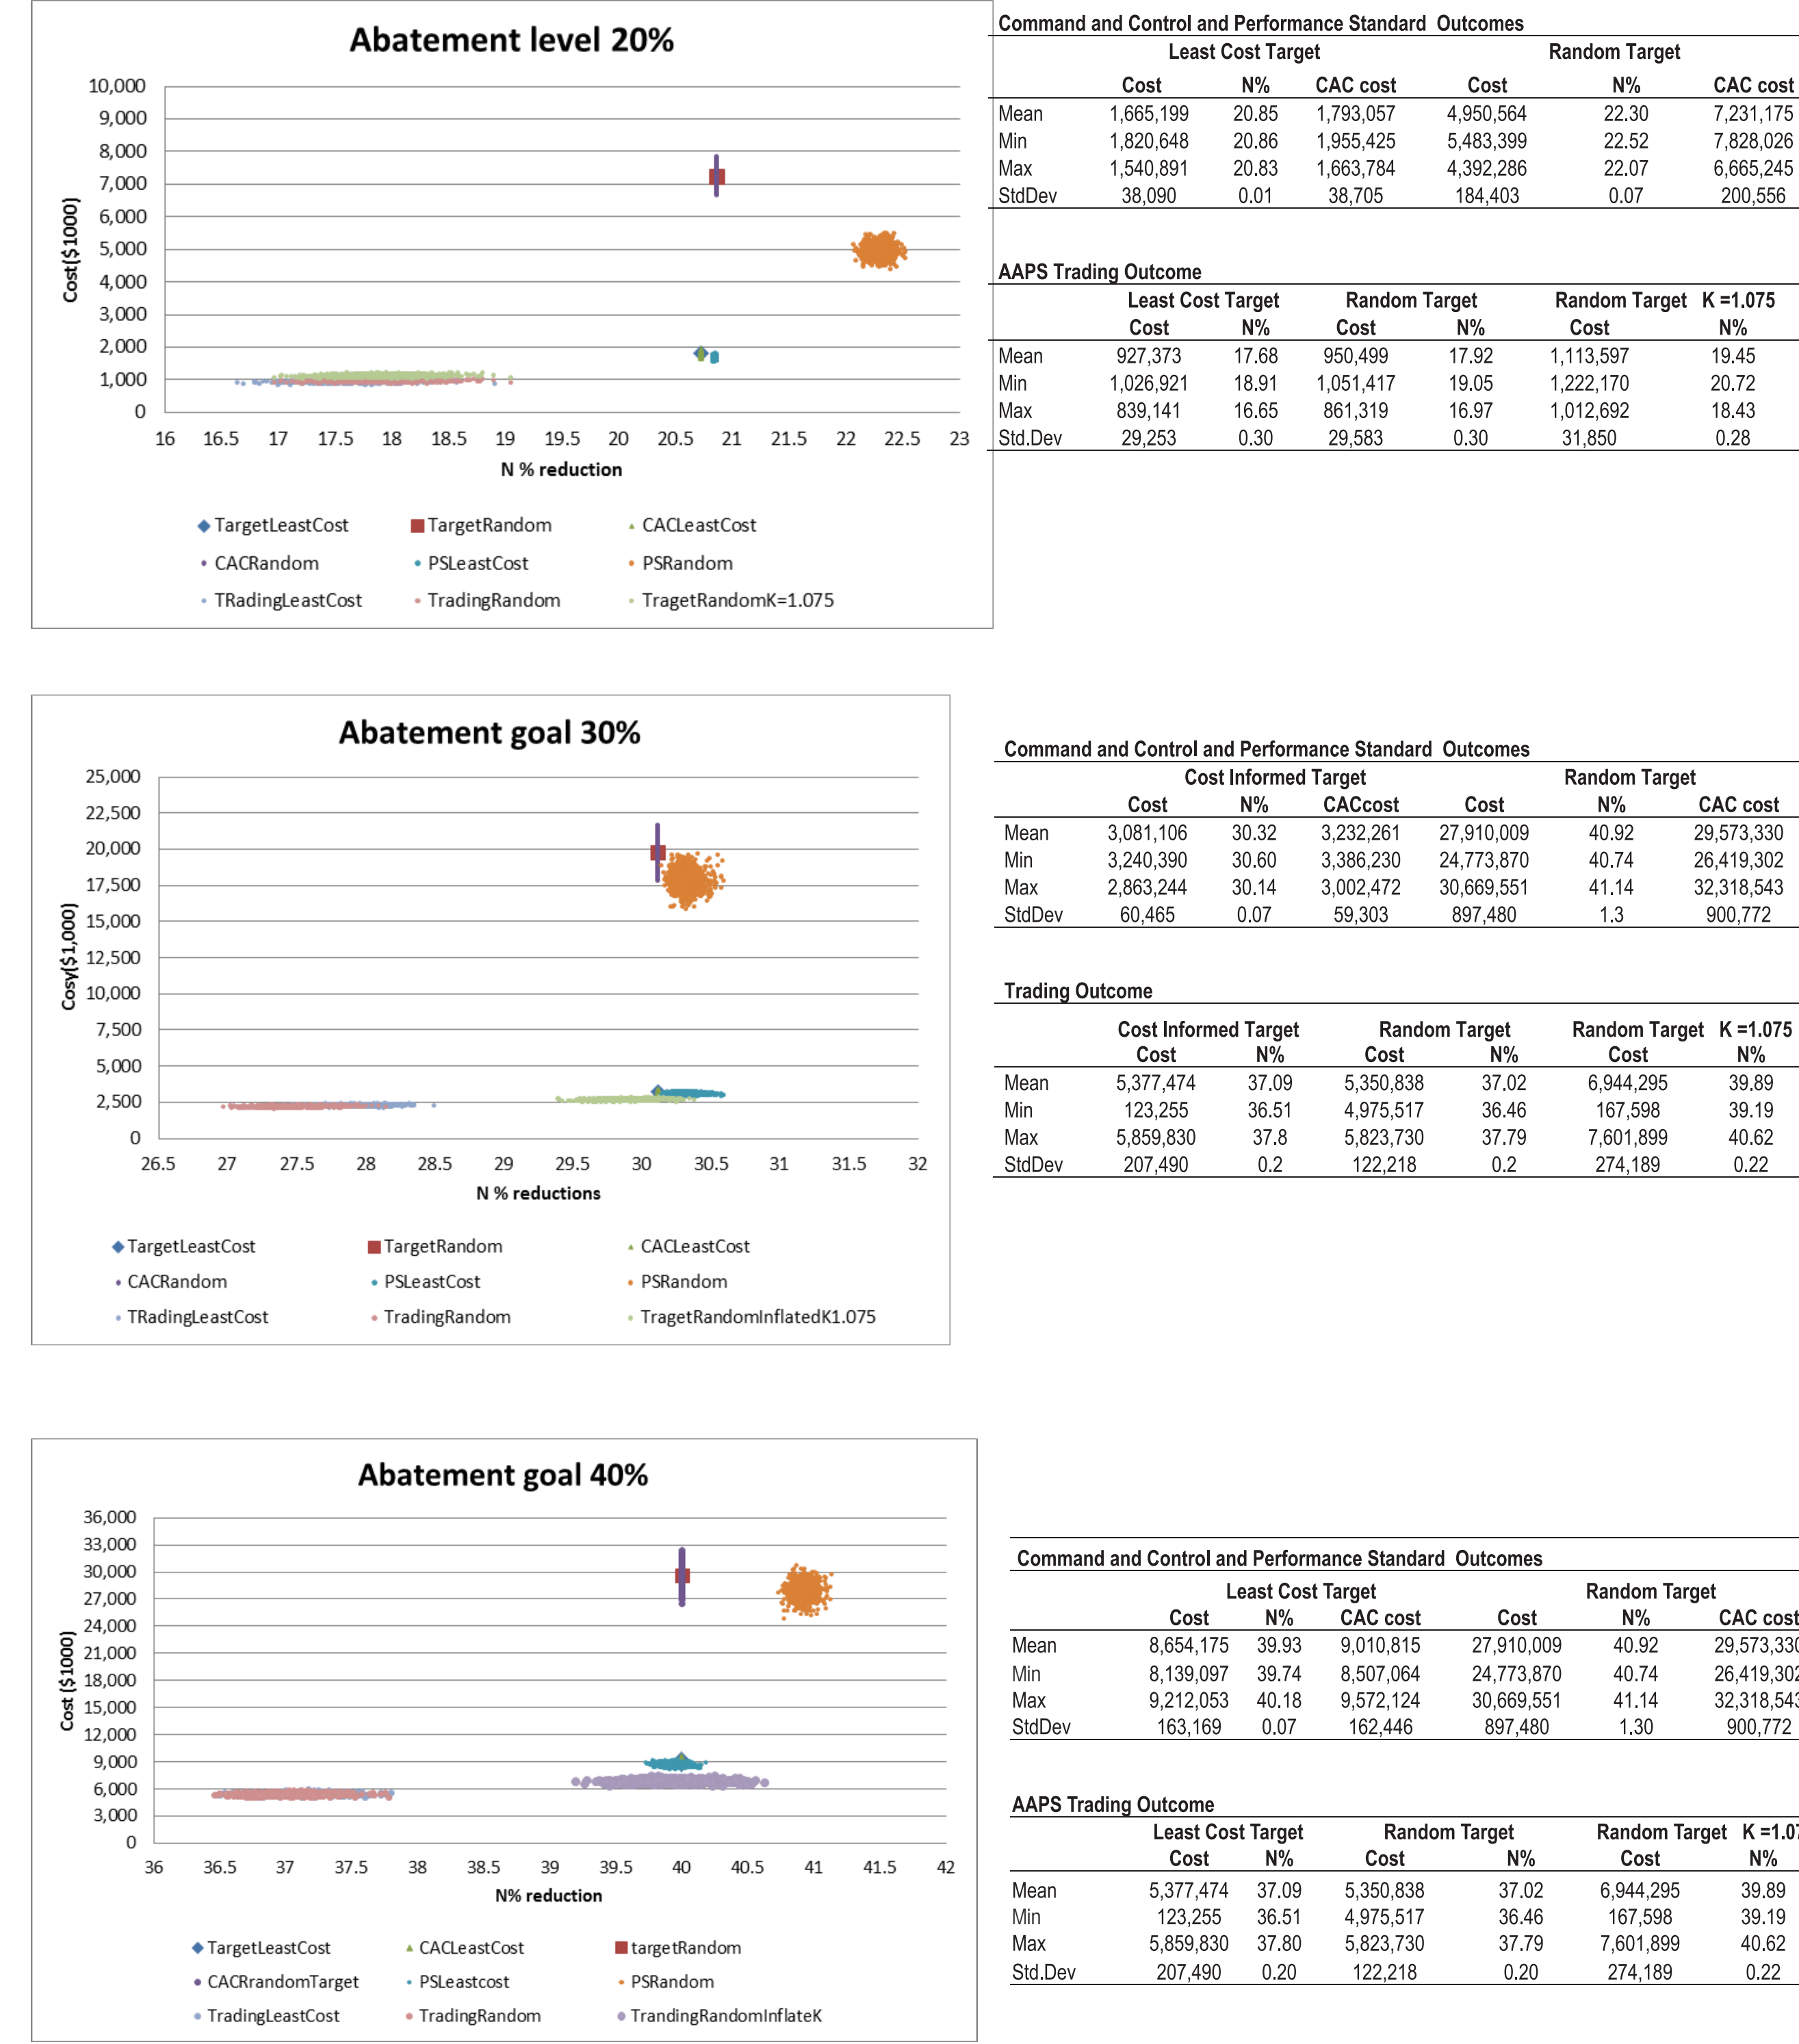 Abatement level 20%
10,000
9,000
8,000
7,000
6,000
5,000
4,000
3,000
2,000
1,000
0
Cost($1000)
16 16.5 17 17.5 18 18.5 19 19.5 20 20.5 21 21.5 22 22.5 23
N % reduction
TargetLeastCost TargetRandom CACLeastCost
CACRandom PSLeastCost PSRandom
TRadingLeastCost TradingRandom TragetRandomK=1.075
Command and Control and Performance Standard Outcomes
Least Cost Target Random Target
Cost N% CAC cost Cost N% CAC cost
Mean 1,665,199 20.85 1,793,057 4,950,564 22.30 7,231,175
Min 1,820,648 20.86 1,955,425 5,483,399 22.52 7,828,026
Max 1,540,891 20.83 1,663,784 4,392,286 22.07 6,665,245
StdDev 38,090 0.01 38,705 184,403 0.07 200,556
AAPS Trading Outcome
Least Cost Target Random Target Random Target K =1.075
Cost N% Cost N% Cost N%
Mean 927,373 17.68 950,499 17.92 1,113,597 19.45
Min 1,026,921 18.91 1,051,417 19.05 1,222,170 20.72
Max 839,141 16.65 861,319 16.97 1,012,692 18.43
Std.Dev 29,253 0.30 29,583 0.30 31,850 0.28
Abatement goal 30%
25,000
22,500
20,000
17,500
15,000
12,500
10,000
7,500
5,000
2,500
0
Cosy($1,000)
26.5 27 27.5 28 28.5 29 29.5 30 30.5 31 31.5 32
N % reductions
TargetLeastCost TargetRandom CACLeastCost
CACRandom PSLeastCost PSRandom
TRadingLeastCost TradingRandom TragetRandomInflatedK1.075
Command and Control and Performance Standard Outcomes
Cost Informed Target Random Target
Cost N% CACcost Cost N% CAC cost
Mean 3,081,106 30.32 3,232,261 27,910,009 40.92 29,573,330
Min 3,240,390 30.60 3,386,230 24,773,870 40.74 26,419,302
Max 2,863,244 30.14 3,002,472 30,669,551 41.14 32,318,543
StdDev 60,465 0.07 59,303 897,480 1.3 900,772
Trading Outcome
Cost Informed Target Random Target Random Target K =1.075
Cost N% Cost N% Cost N%
Mean 5,377,474 37.09 5,350,838 37.02 6,944,295 39.89
Min 123,255 36.51 4,975,517 36.46 167,598 39.19
Max 5,859,830 37.8 5,823,730 37.79 7,601,899 40.62
StdDev 207,490 0.2 122,218 0.2 274,189 0.22
Abatement goal 40%
36,000
33,000
30,000
27,000
24,000
21,000
18,000
15,000
12,000
9,000
6,000
3,000
0
Cost ($1000)
36 36.5 37 37.5 38 38.5 39 39.5 40 40.5 41 41.5 42
N% reduction
TargetLeastCost CACLeastCost targetRandom
CACRrandomTarget PSLeastcost PSRandom
TradingLeastCost TradingRandom TrandingRandomInflateK
Command and Control and Performance Standard Outcomes
Least Cost Target Random Target
Cost N% CAC cost Cost N% CAC cost
Mean 8,654,175 39.93 9,010,815 27,910,009 40.92 29,573,330
Min 8,139,097 39.74 8,507,064 24,773,870 40.74 26,419,302
Max 9,212,053 40.18 9,572,124 30,669,551 41.14 32,318,543
StdDev 163,169 0.07 162,446 897,480 1.30 900,772
AAPS Trading Outcome
Least Cost Target Random Target Random Target K =1.07
Cost N% Cost N% Cost N%
Mean 5,377,474 37.09 5,350,838 37.02 6,944,295 39.89
Min 123,255 36.51 4,975,517 36.46 167,598 39.19
Max 5,859,830 37.80 5,823,730 37.79 7,601,899 40.62
Std.Dev 207,490 0.20 122,218 0.20 274,189 0.22